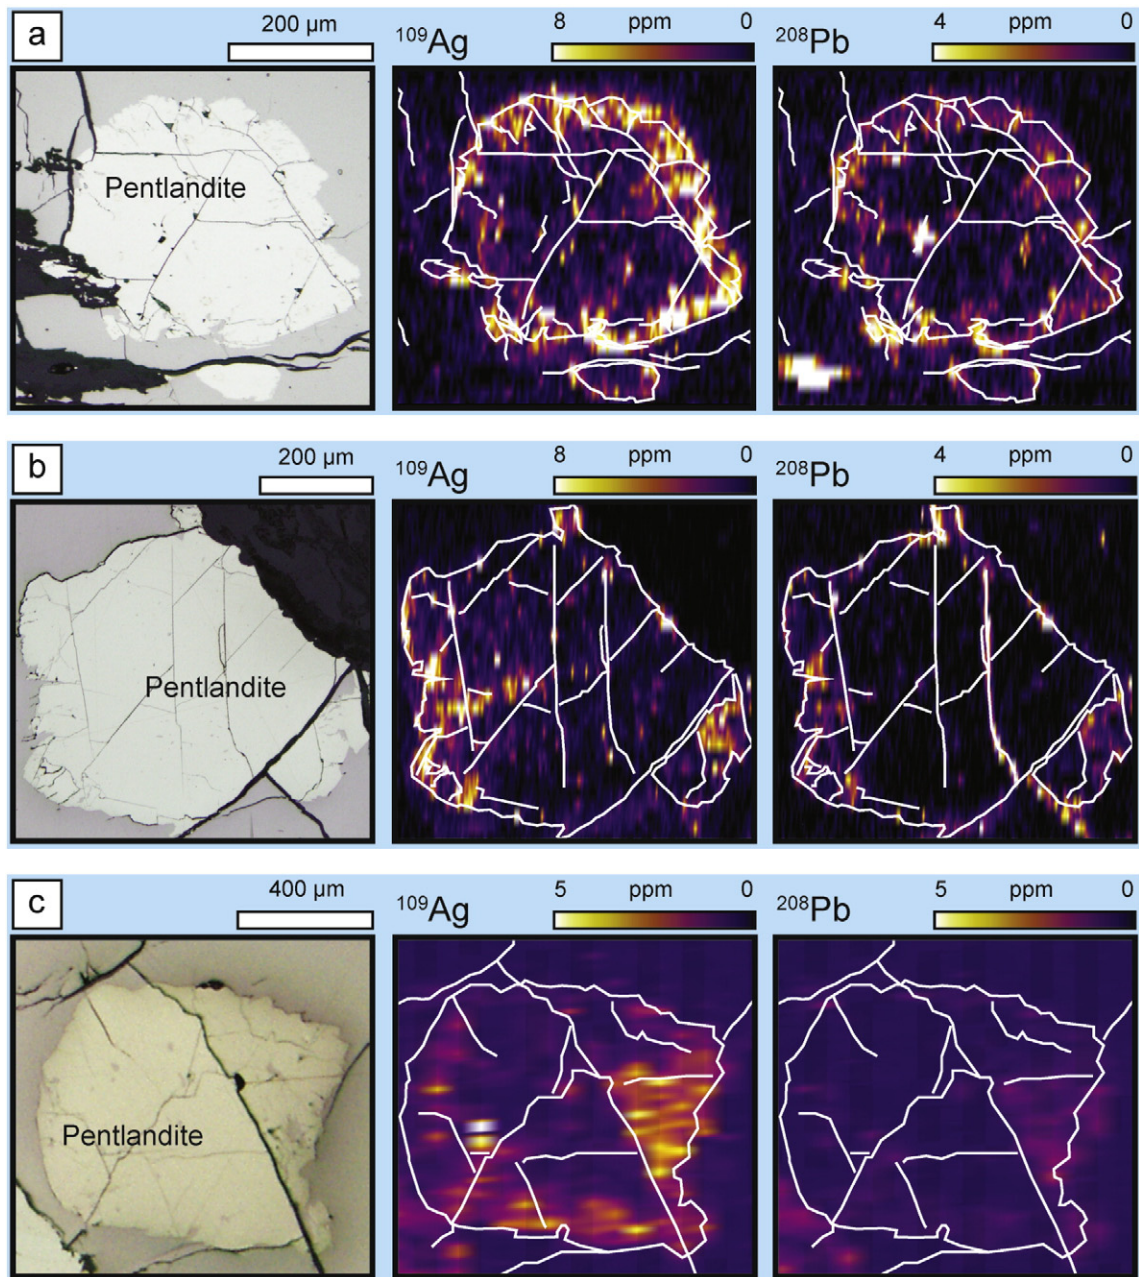 a
200 µm
¹⁰⁹Ag
8 ppm 0
²⁰⁸Pb
4 ppm 0
Pentlandite
b
200 µm
¹⁰⁹Ag
8 ppm 0
²⁰⁸Pb
4 ppm 0
Pentlandite
c
400 µm
¹⁰⁹Ag
5 ppm 0
²⁰⁸Pb
5 ppm 0
Pentlandite